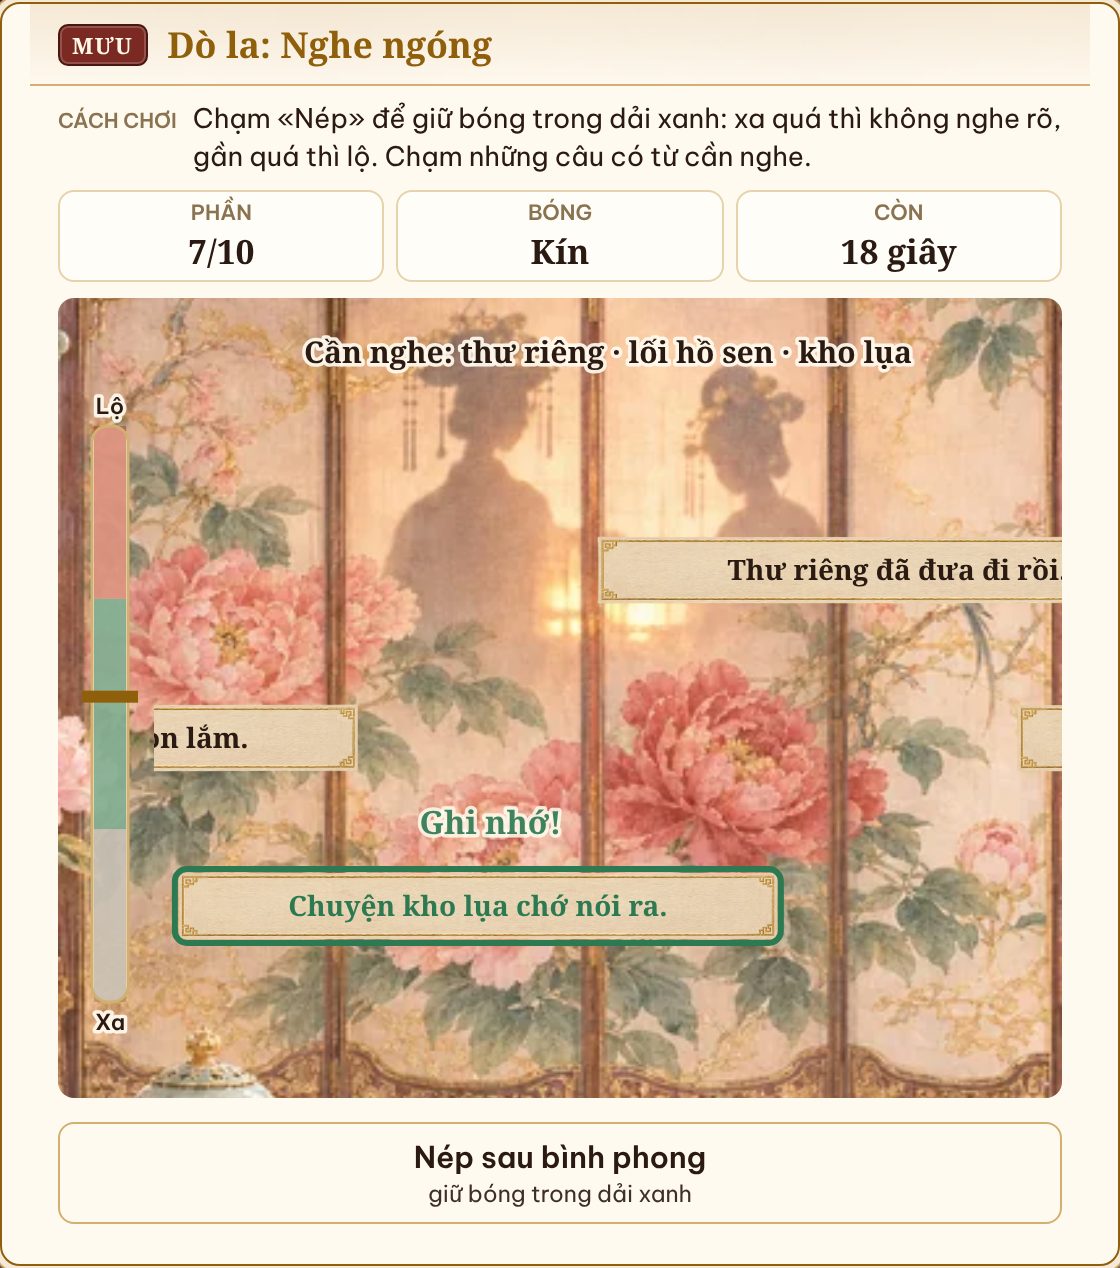 MƯU Dò la: Nghe ngóng
CÁCH CHƠI Chạm «Nép» để giữ bóng trong dải xanh: xa quá thì không nghe rõ,
gần quá thì lộ. Chạm những câu có từ cần nghe.
PHẦN BÓNG CÒN
7/10 Kín 18 giây
Cần nghe: thư riêng · lối hồ sen · kho lụa
Lộ
Thư riêng đã đưa đi rồi.
lắm.
Ghi nhớ!
Chuyện kho lụa chớ nói ra.
Xa
Nép sau bình phong
giữ bóng trong dải xanh